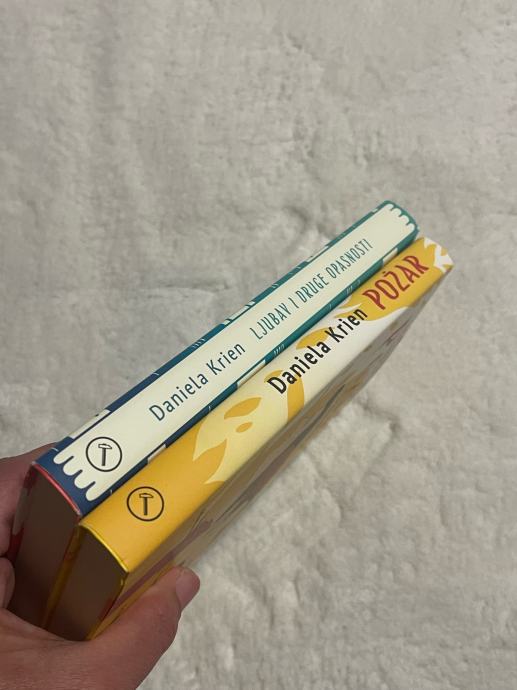 Daniela Krien LJUBAV I DRUGE OPASNOSTI
Daniela Krien POŽAR